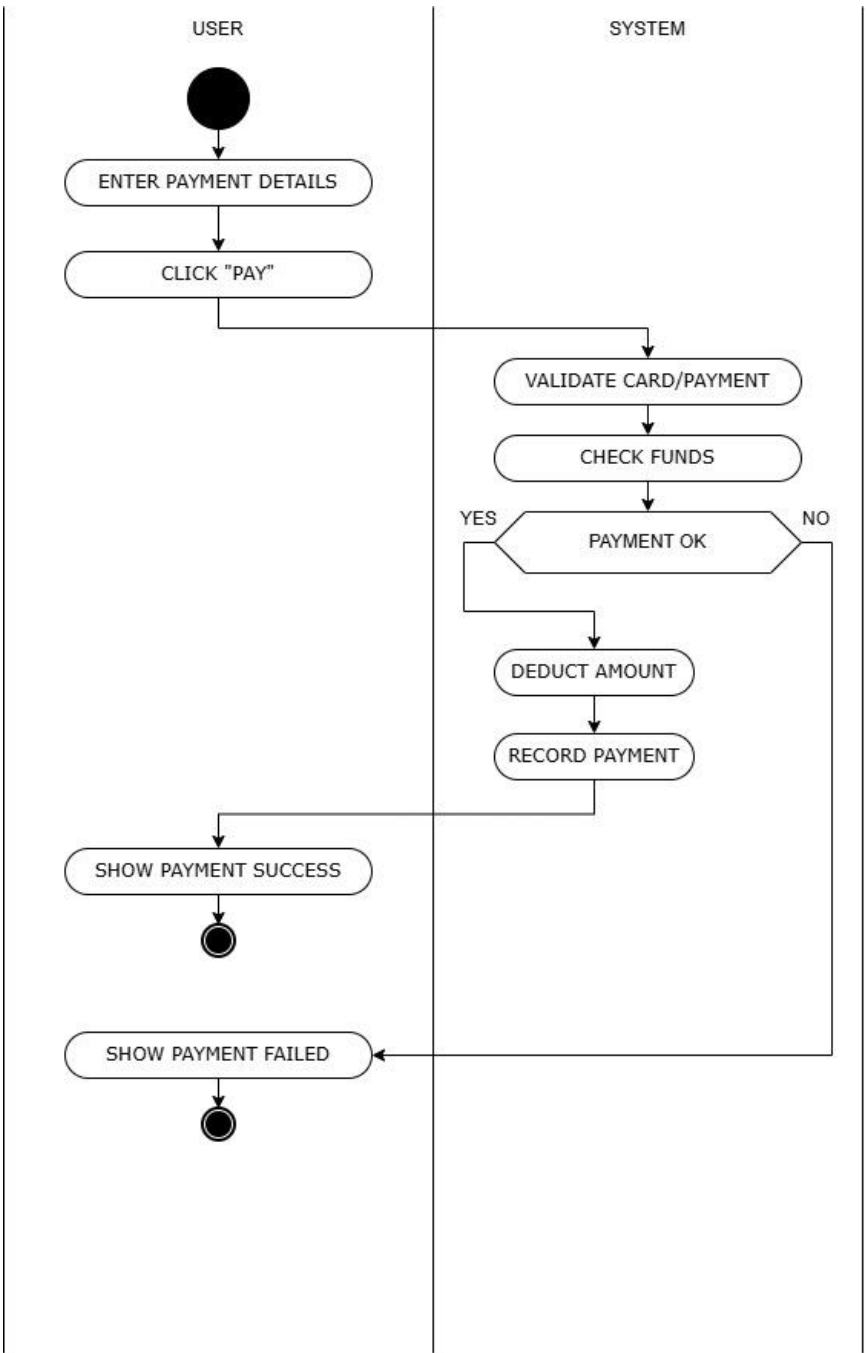 USER
SYSTEM
ENTER PAYMENT DETAILS
CLICK "PAY"
VALIDATE CARD/PAYMENT
CHECK FUNDS
YES
NO
PAYMENT OK
DEDUCT AMOUNT
RECORD PAYMENT
SHOW PAYMENT SUCCESS
SHOW PAYMENT FAILED